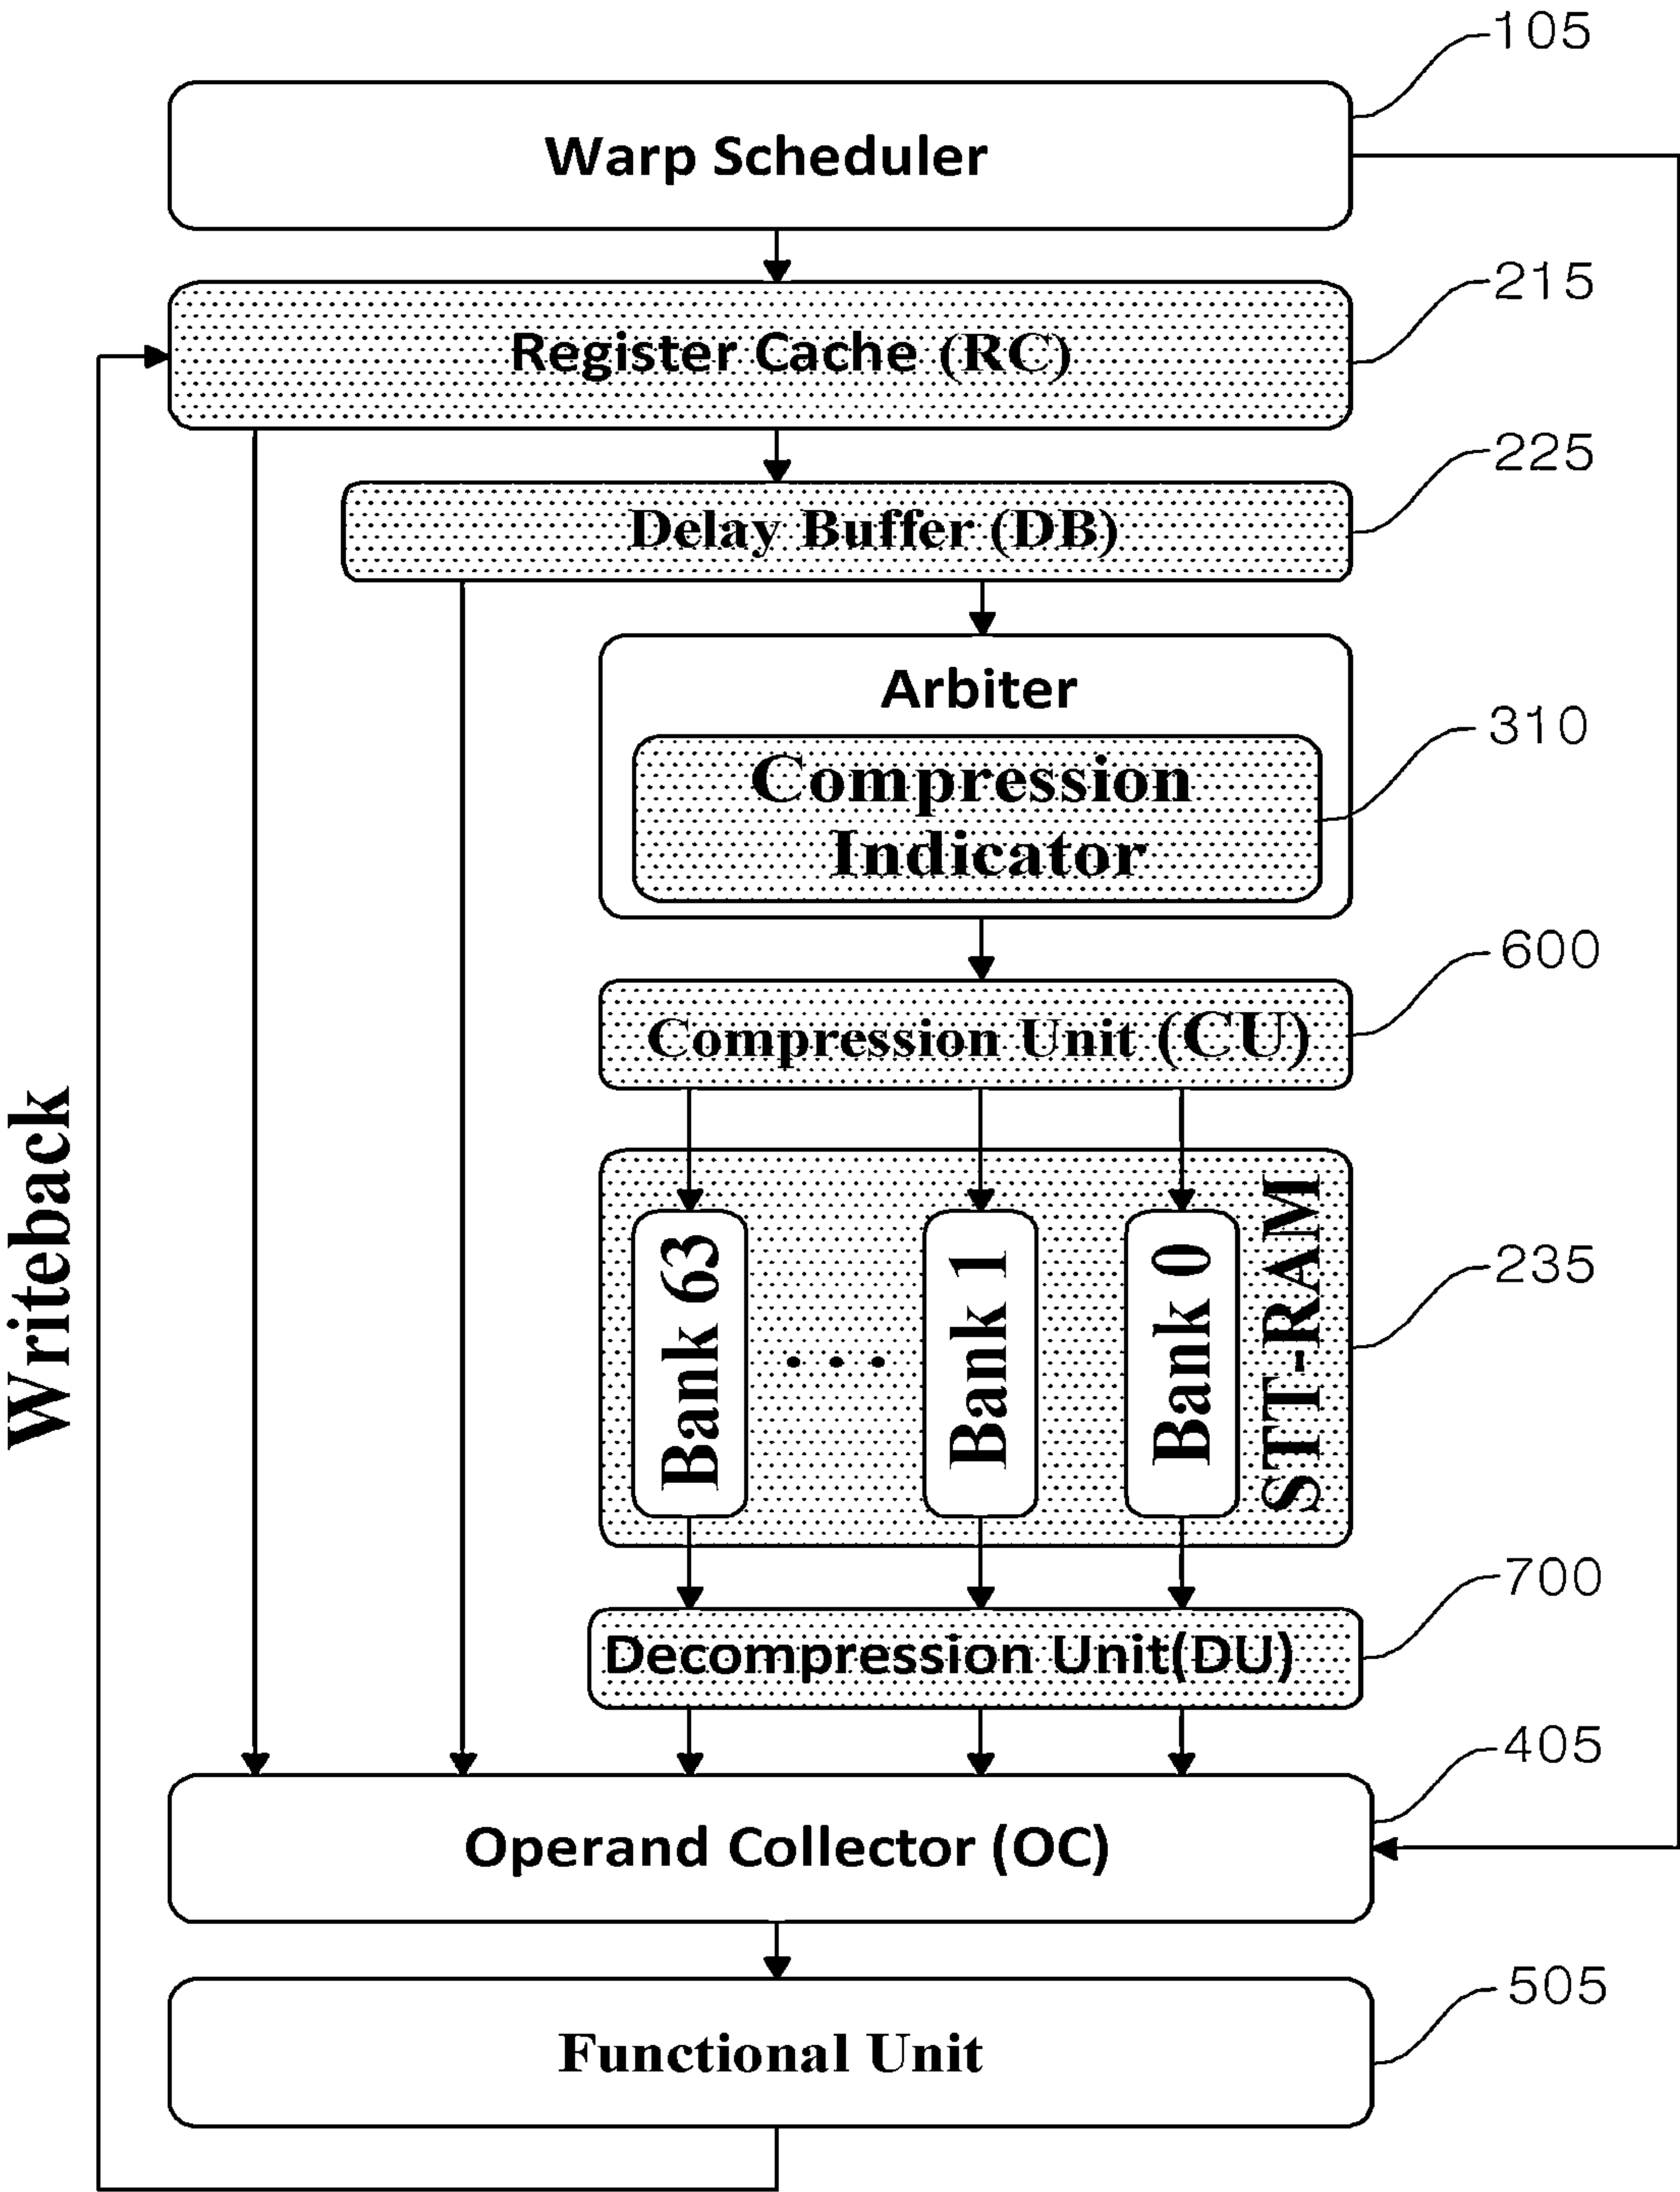 105
Warp Scheduler
215
Register Cache (RC)
225
Delay Buffer (DB)
Arbiter
310
Compression
Indicator
600
Compression Unit (CU)
Writeback
Bank 63
. . .
Bank 1
Bank 0
STT-RAM
235
700
Decompression Unit(DU)
405
Operand Collector (OC)
505
Functional Unit